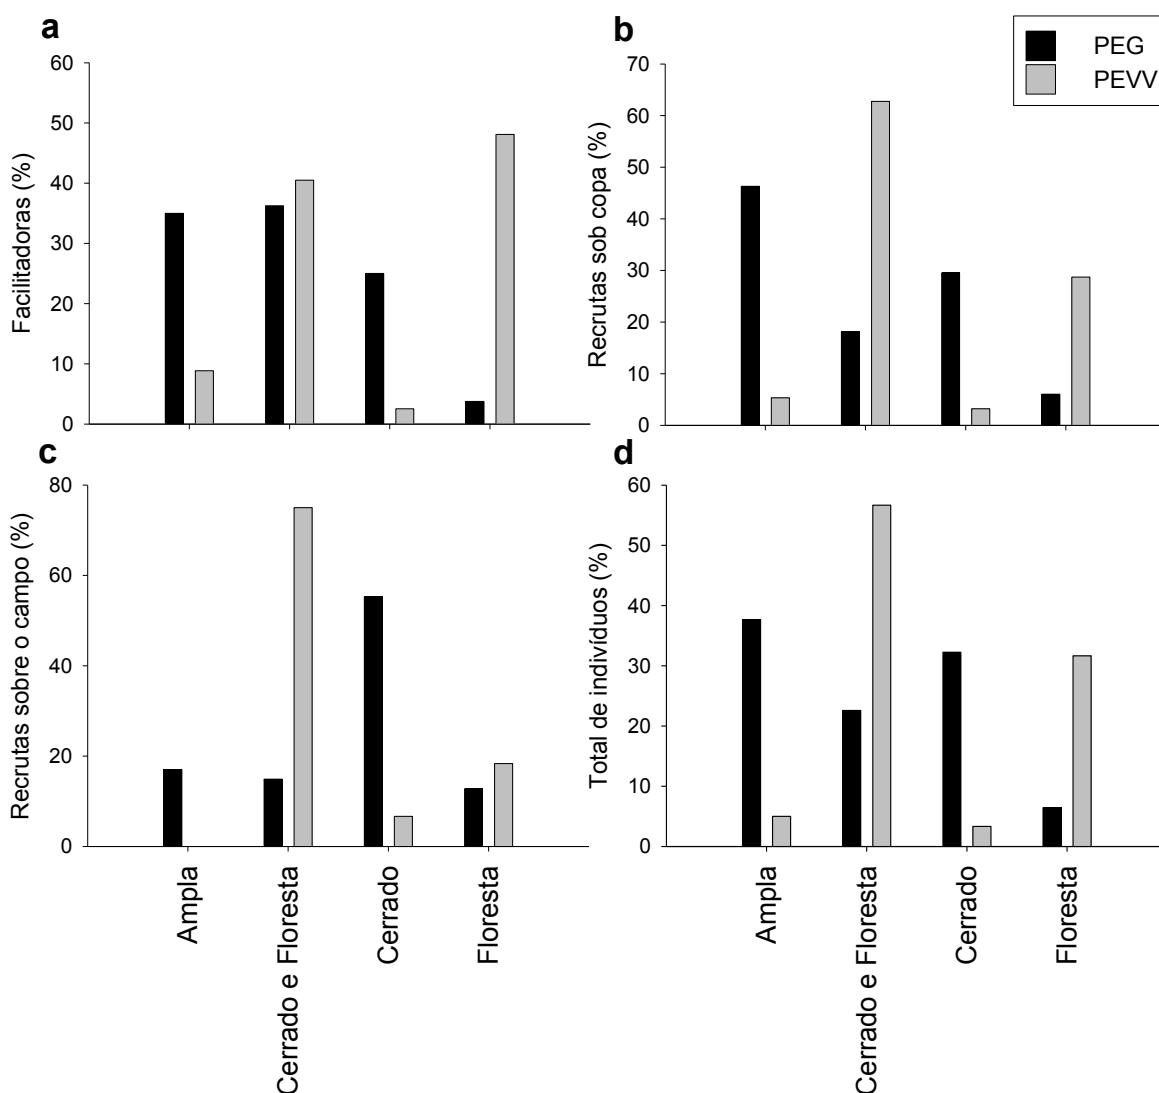 a
60
50
40
30
20
10
0
Facilitadoras (%)
b
70
60
50
40
30
20
10
0
Recrutas sob copa (%)
PEG
PEVV
c
80
60
40
20
0
Recrutas sobre o campo (%)
Ampla
Cerrado e Floresta
Cerrado
Floresta
d
60
50
40
30
20
10
0
Total de indivíduos (%)
Ampla
Cerrado e Floresta
Cerrado
Floresta